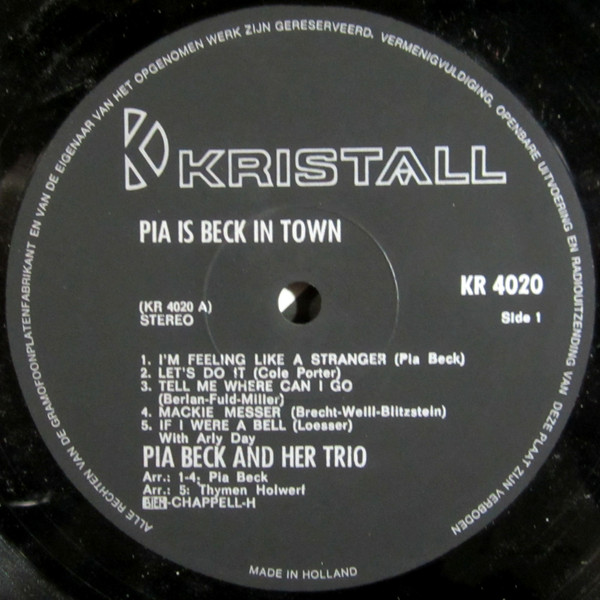 ALLE RECHTEN VAN DE GRAMOFOONPLATENFABRIKANT EN VAN DE EIGENAAR VAN HET OPGENOMEN WERK ZIJN GERESERVEERD. VERMENIGVULDIGING, OPENBARE UITVOERING EN RADIOUITZENDING VAN DEZE PLAAT ZIJN VERBODEN
KRISTALL
PIA IS BECK IN TOWN
KR 4020
(KR 4020 A)
STEREO
Side 1
1. I'M FEELING LIKE A STRANGER (Pia Beck)
2. LET'S DO IT (Cole Porter)
3. TELL ME WHERE CAN I GO
(Berlan-Fuld-Miller)
4. MACKIE MESSER (Brecht-Weill-Blitzstein)
5. IF I WERE A BELL (Loesser)
With Arly Day
PIA BECK AND HER TRIO
Arr.: 1-4: Pia Beck
Arr.: 5: Thymen Holwerf
BIEM-CHAPPELL-H
MADE IN HOLLAND